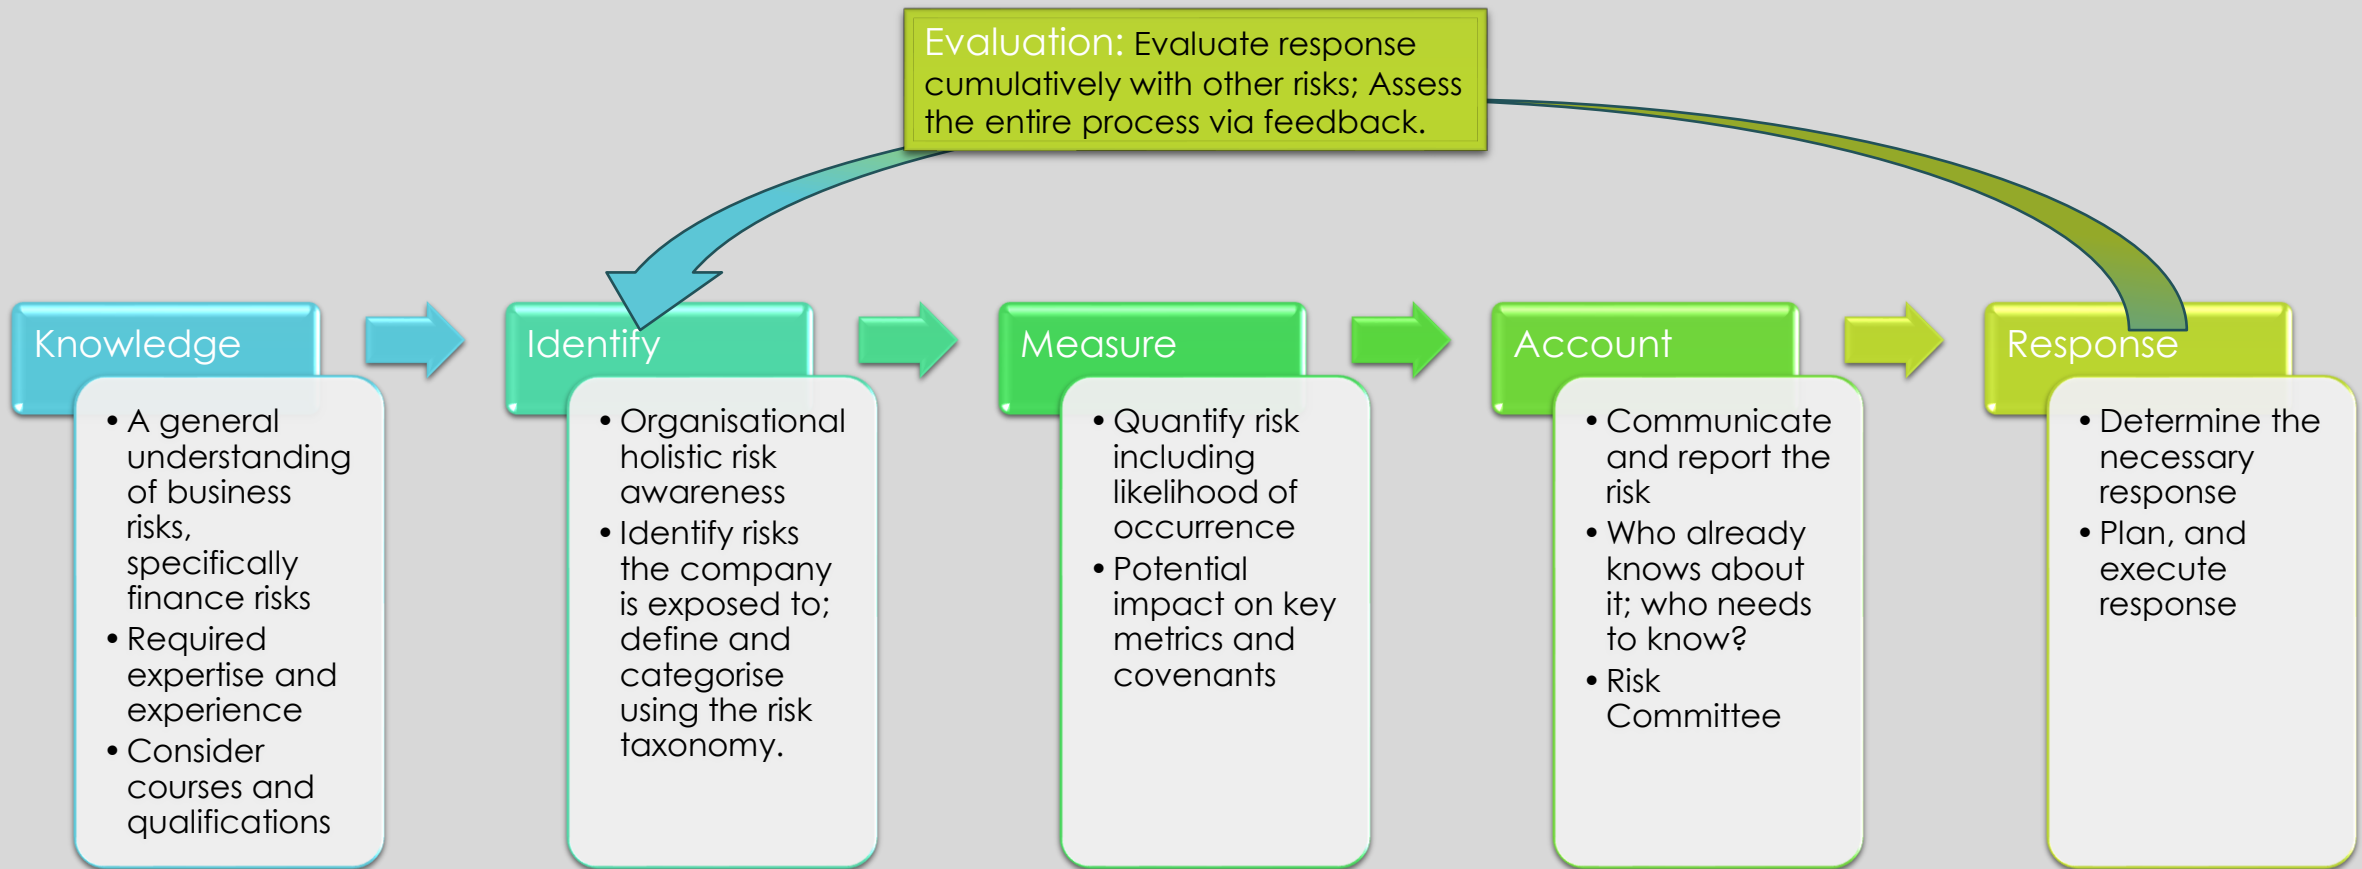 Evaluation: Evaluate response
cumulatively with other risks; Assess
the entire process via feedback.
Knowledge
• A general
understanding
of business
risks,
specifically
finance risks
• Required
expertise and
experience
• Consider
courses and
qualifications
Identify
• Organisational
holistic risk
awareness
• Identify risks
the company
is exposed to;
define and
categorise
using the risk
taxonomy.
Measure
• Quantify risk
including
likelihood of
occurrence
• Potential
impact on key
metrics and
covenants
Account
• Communicate
and report the
risk
• Who already
knows about
it; who needs
to know?
• Risk
Committee
Response
• Determine the
necessary
response
• Plan, and
execute
response